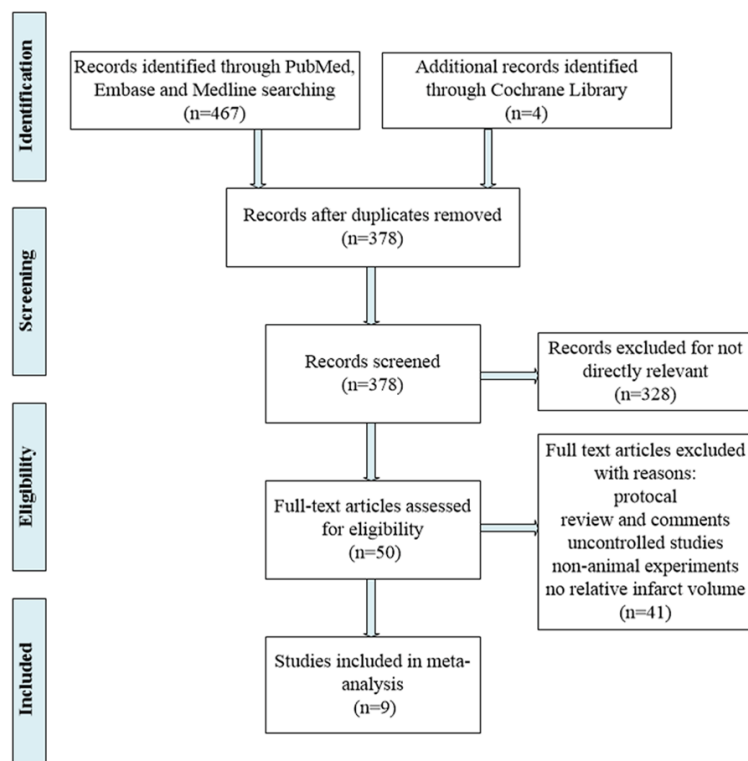 Identification
Records identified through PubMed,
Embase and Medline searching
(n=467)
Additional records identified
through Cochrane Library
(n=4)
Records after duplicates removed
(n=378)
Screening
Records screened
(n=378)
Records excluded for not
directly relevant
(n=328)
Eligibility
Full-text articles assessed
for eligibility
(n=50)
Full text articles excluded
with reasons:
protocal
review and comments
uncontrolled studies
non-animal experiments
no relative infarct volume
(n=41)
Included
Studies included in meta-
analysis
(n=9)